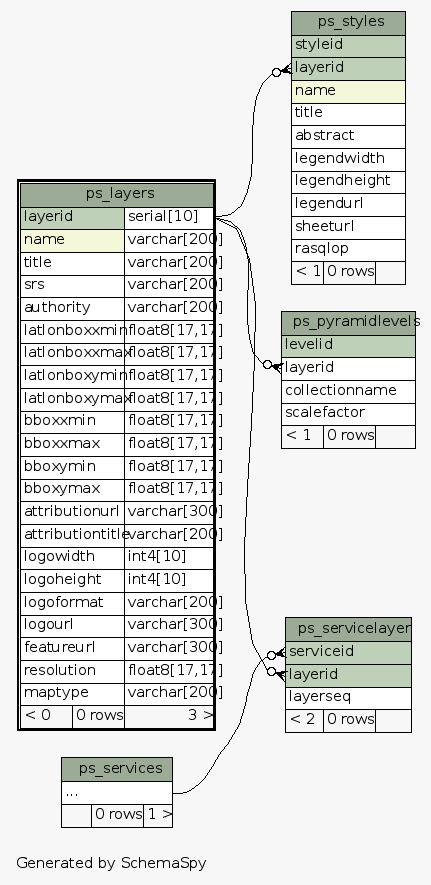 ps_styles
styleid
layerid
name
title
abstract
legendwidth
legendheight
legendurl
sheeturl
rasqlop
< 1 0 rows
ps_layers
layerid serial[10]
name varchar[200]
title varchar[200]
srs varchar[200]
authority varchar[200]
latlonboxxmin float8[17,17]
latlonboxxmax float8[17,17]
latlonboxymin float8[17,17]
latlonboxymax float8[17,17]
bboxxmin float8[17,17]
bboxxmax float8[17,17]
bboxymin float8[17,17]
bboxymax float8[17,17]
attributionurl varchar[300]
attributiontitle varchar[200]
logowidth int4[10]
logoheight int4[10]
logoformat varchar[200]
logourl varchar[300]
featureurl varchar[300]
resolution float8[17,17]
maptype varchar[200]
< 0 0 rows 3 >
ps_pyramidlevels
levelid
layerid
collectionname
scalefactor
< 1 0 rows
ps_servicelayer
serviceid
layerid
layerseq
< 2 0 rows
ps_services
...
0 rows 1 >
Generated by SchemaSpy